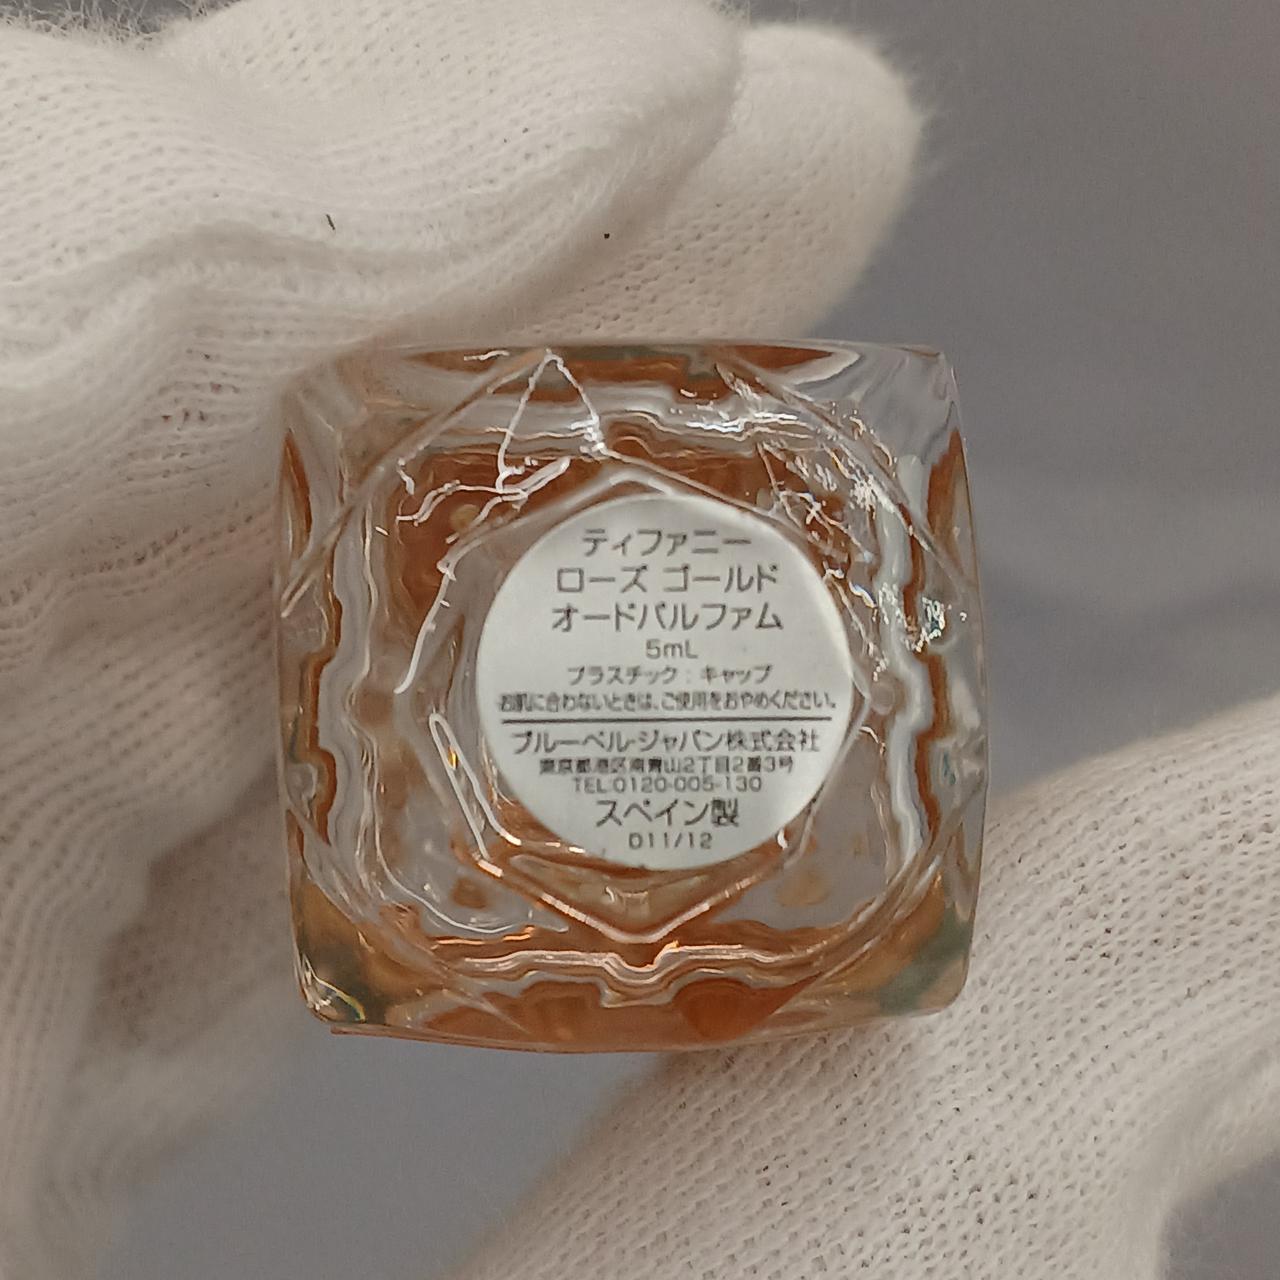 ティファニー
ローズ ゴールド
オードパルファム
5mL
プラスチック：キャップ
お肌に合わないときは、ご使用をおやめください。
ブルーベル・ジャパン株式会社
東京都港区南青山2丁目2番3号
TEL:0120-005-130
スペイン製
D11/12